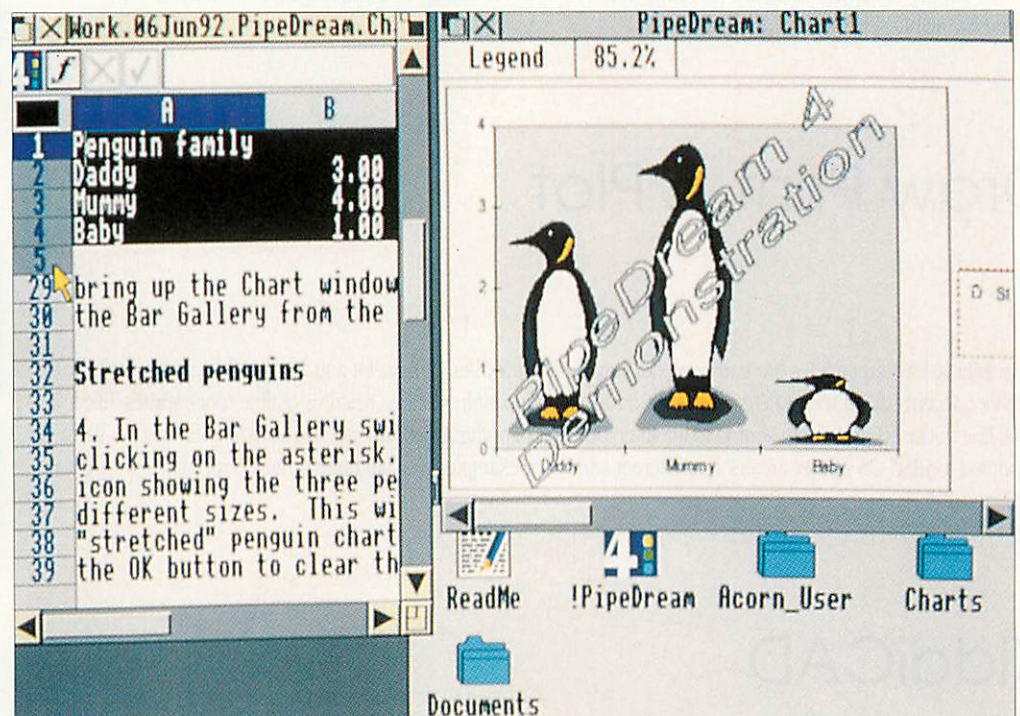 Work.06Jun92.PipeDream.Ch
f
A B
1 Penguin family
2 Daddy 3.00
3 Mummy 4.00
4 Baby 1.00
5
29 bring up the Chart window
30 the Bar Gallery from the
31
32 Stretched penguins
33
34 4. In the Bar Gallery swi
35 clicking on the asterisk.
36 icon showing the three pe
37 different sizes. This wi
38 "stretched" penguin chart
39 the OK button to clear th
PipeDream: Chart1
Legend 85.2%
4
3
2
1
0
PipeDream 4
Demonstration
Daddy Mummy Baby
ReadMe !PipeDream Acorn_User Charts
Documents